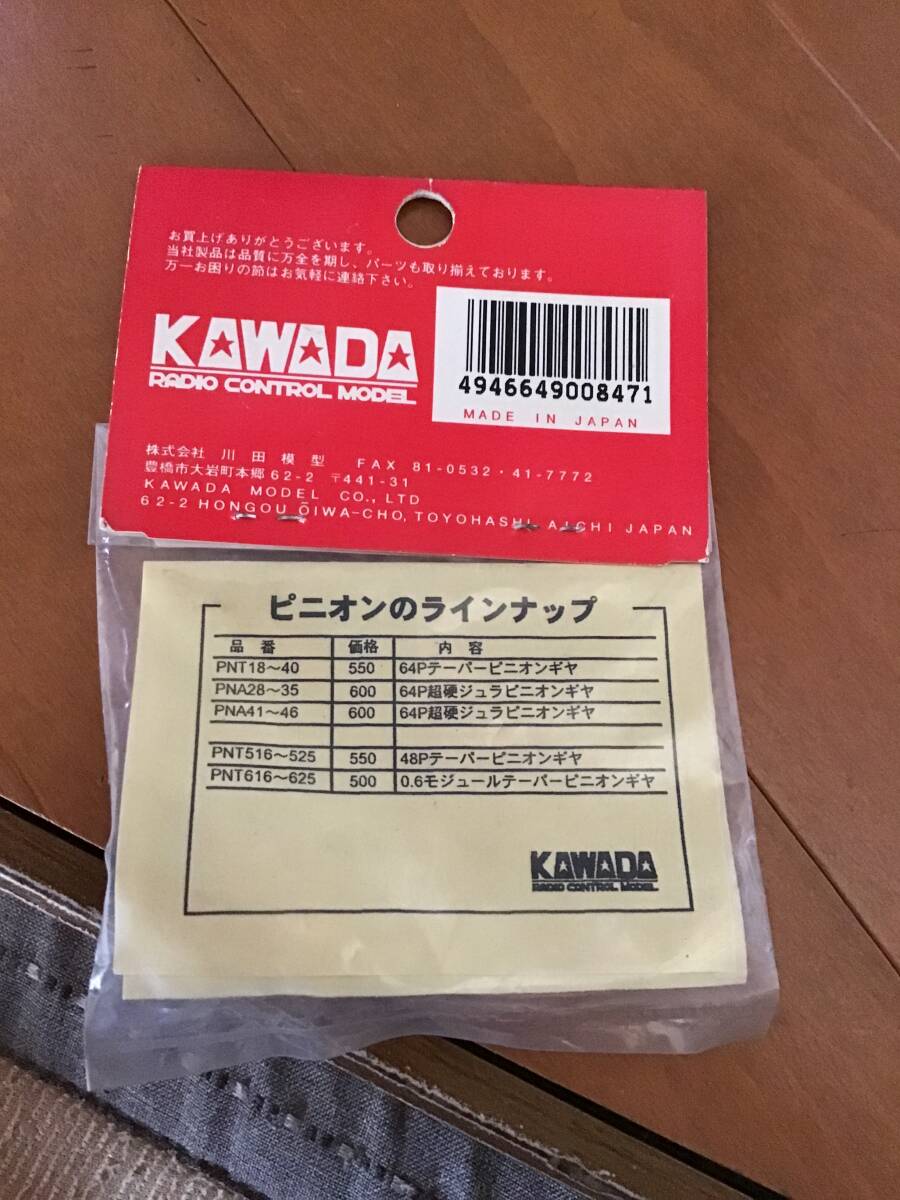 お買上げありがとうございます。
当社製品は品質に万全を期し、パーツも取り揃えております。
万一お困りの節はお気軽に連絡下さい。
KAWADA
RADIO CONTROL MODEL
4946649008471
MADE IN JAPAN
株式会社 川田模型 FAX 81-0532・41-7772
豊橋市大岩町本郷62-2 〒441-31
KAWADA MODEL CO., LTD
62-2 HONGOU ŌIWA-CHO, TOYOHASHI AICHI JAPAN
ピニオンのラインナップ
品番 価格 内容
PNT18〜40 550 64Pテーパーピニオンギヤ
PNA28〜35 600 64P超硬ジュラピニオンギヤ
PNA41〜46 600 64P超硬ジュラピニオンギヤ
PNT516〜525 550 48Pテーパーピニオンギヤ
PNT616〜625 500 0.6モジュールテーパーピニオンギヤ
KAWADA
RADIO CONTROL MODEL